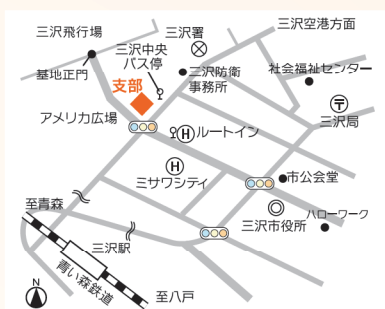 三沢飛行場
三沢署
三沢空港方面
三沢中央
バス停
基地正門
支部
三沢防衛
事務所
社会福祉センター
アメリカ広場
三沢局
H ルートイン
H
ミサワシティ
市公会堂
至青森
三沢市役所
ハローワーク
三沢駅
青い森鉄道
至八戸
N